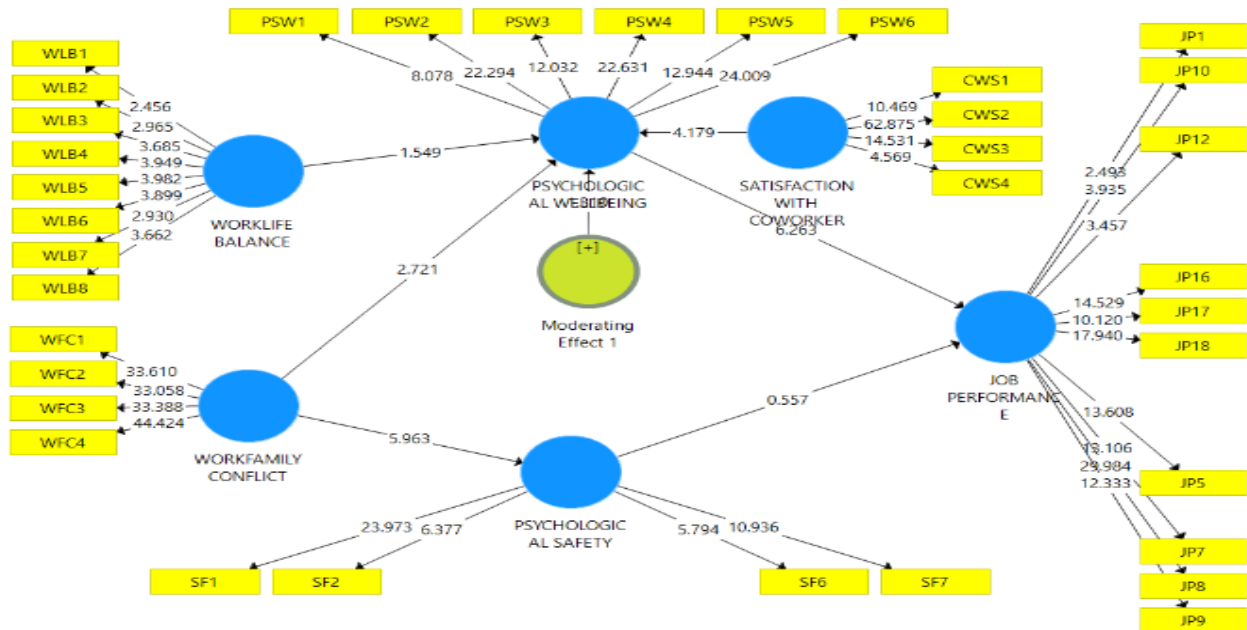 PSW1 PSW2 PSW3 PSW4 PSW5 PSW6
8.078 22.294 12.032 22.631 12.944 24.009
WLB1
WLB2
WLB3
WLB4
WLB5
WLB6
WLB7
WLB8
2.456
2.965
3.685
3.949
3.982
3.899
2.930
3.662
WORKLIFE
BALANCE
1.549
PSYCHOLOGIC
AL WELLBEING
4.179
SATISFACTION
WITH
COWORKER
10.469
62.875
14.531
4.569
CWS1
CWS2
CWS3
CWS4
[+]
Moderating
Effect 1
2.721
6.263
WFC1
WFC2
WFC3
WFC4
33.610
33.058
33.388
44.424
WORKFAMILY
CONFLICT
5.963
PSYCHOLOGIC
AL SAFETY
0.557
23.973
6.377
5.794
10.936
SF1
SF2
SF6
SF7
JOB
PERFORMANC
E
2.493
3.935
3.457
14.529
10.120
17.940
13.608
12.333
JP1
JP10
JP12
JP16
JP17
JP18
JP5
JP7
JP8
JP9